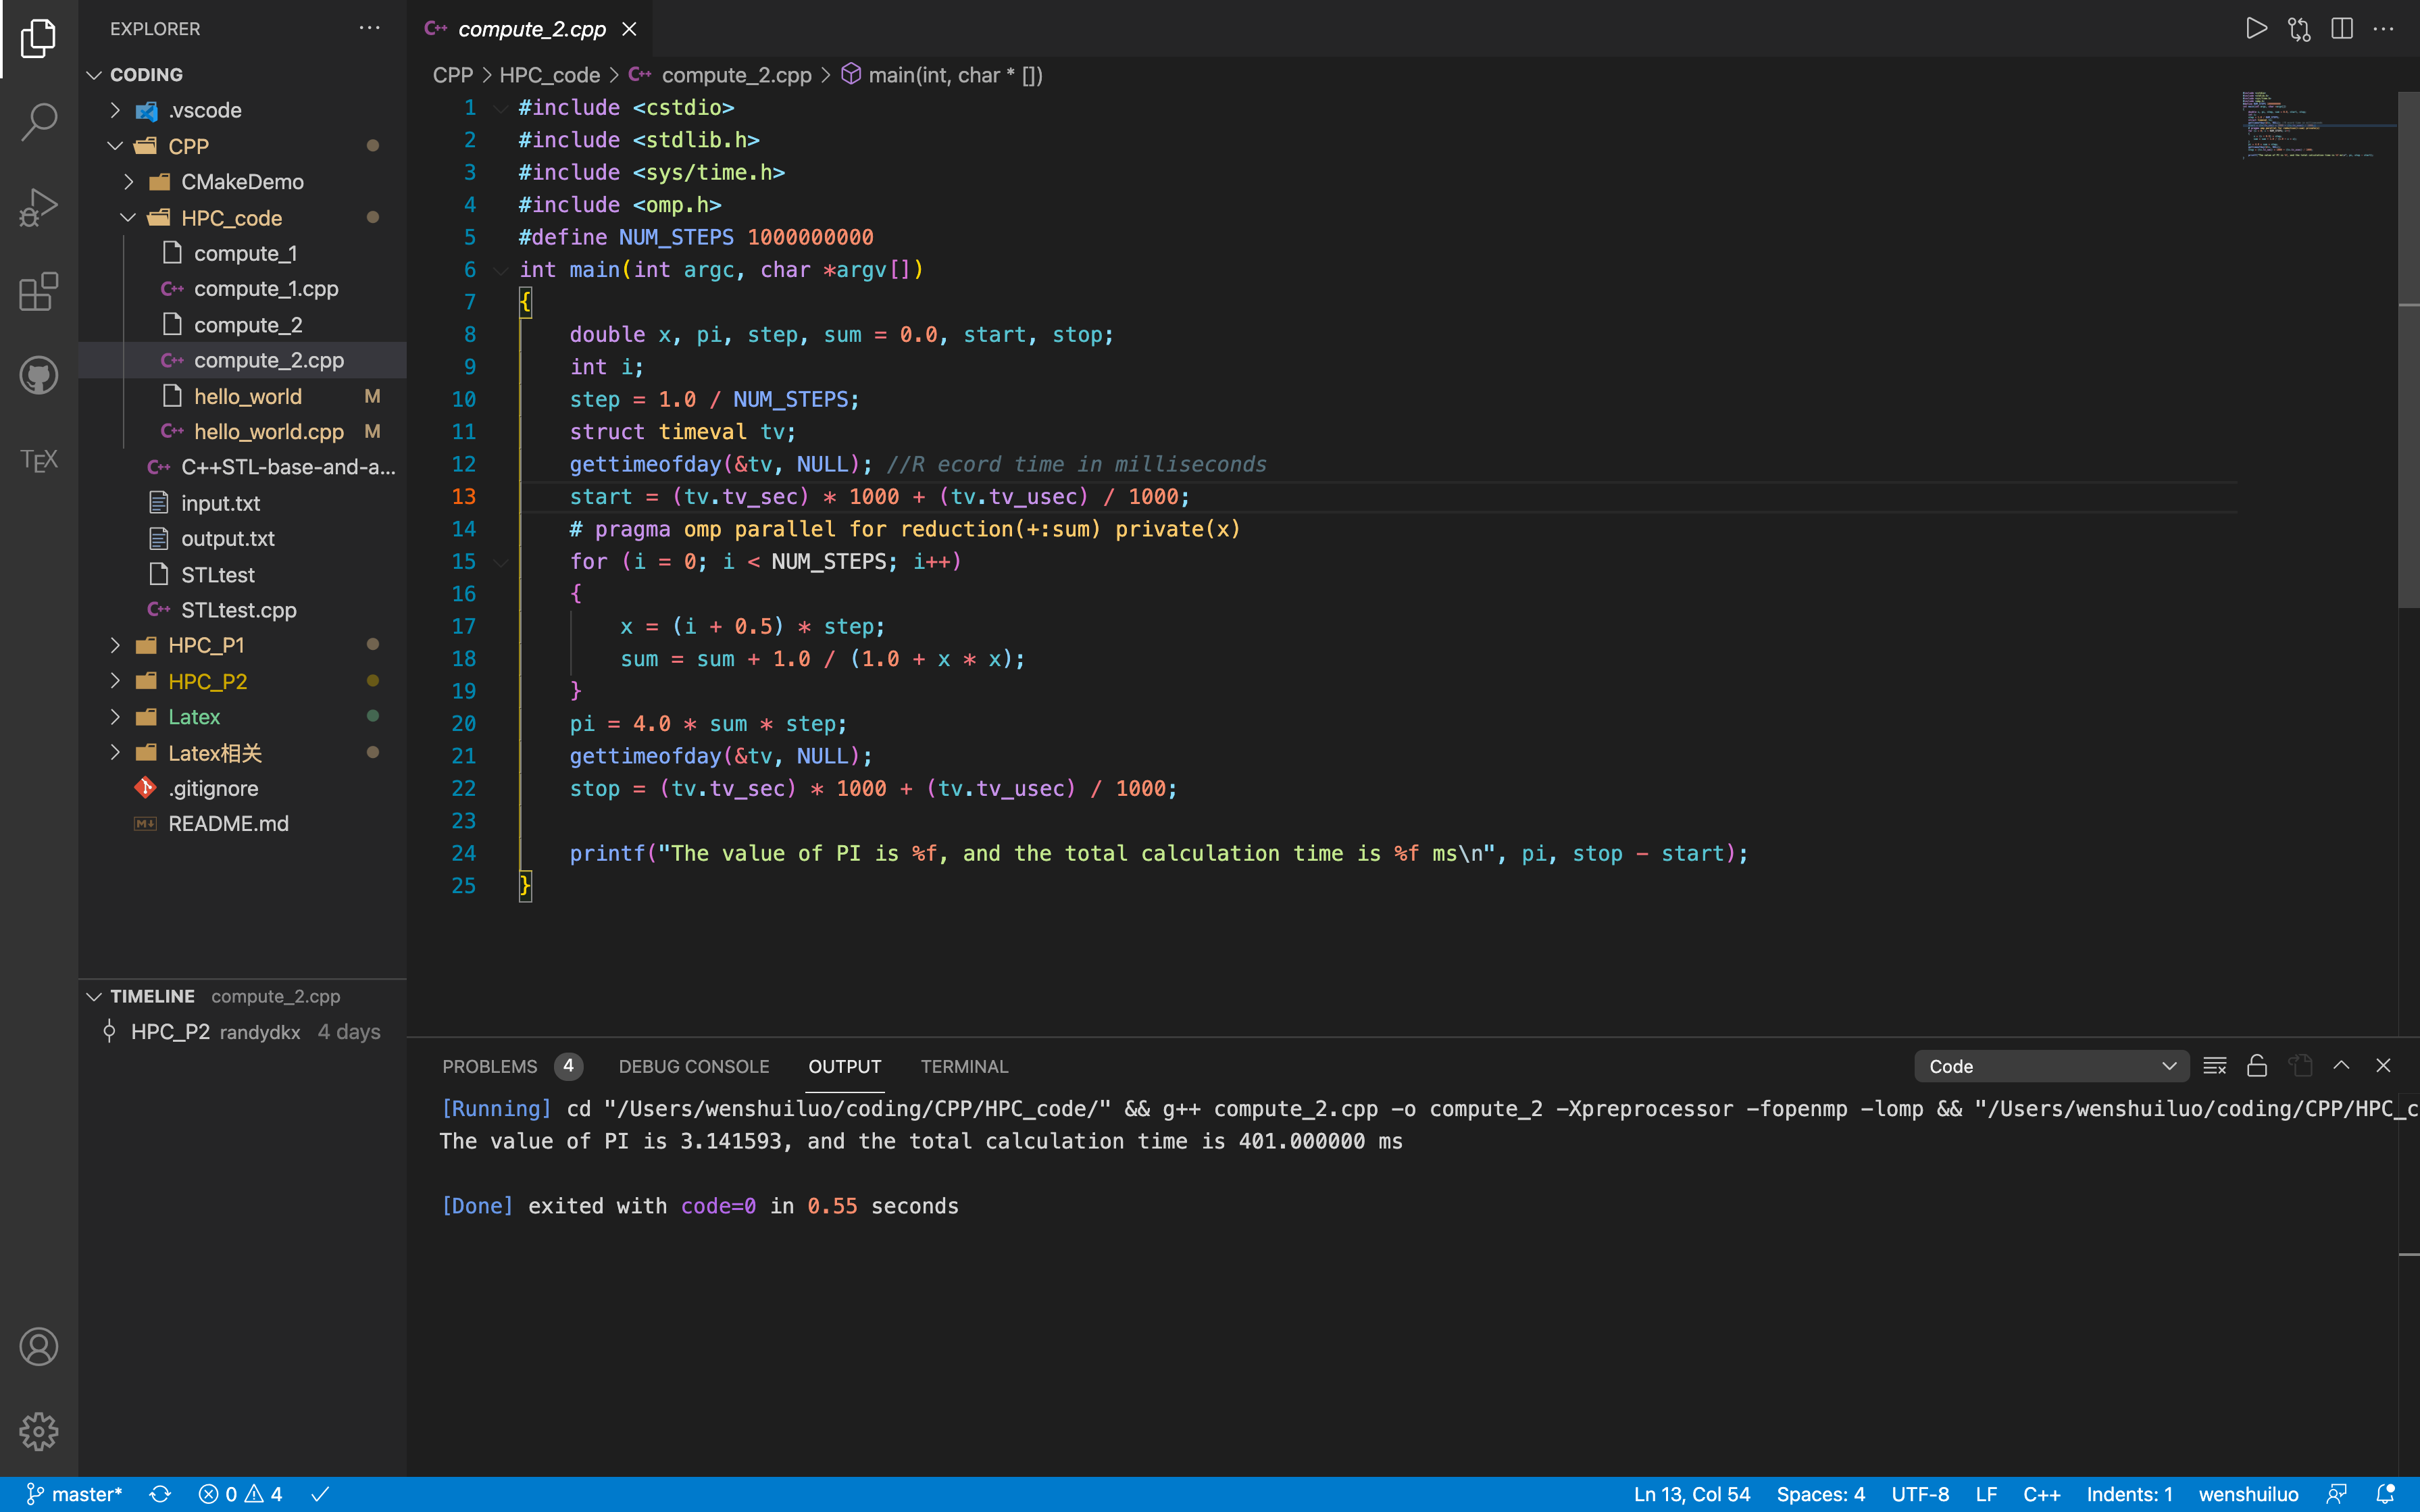 EXPLORER
CODING
.vscode
CPP
CMakeDemo
HPC_code
compute_1
compute_1.cpp
compute_2
compute_2.cpp
hello_world M
hello_world.cpp M
C++STL-base-and-a...
input.txt
output.txt
STLtest
STLtest.cpp
HPC_P1
HPC_P2
Latex
Latex相关
.gitignore
README.md
TIMELINE compute_2.cpp
HPC_P2 randydkx 4 days
TEX
compute_2.cpp
CPP > HPC_code > compute_2.cpp > main(int, char * [])
1 #include <cstdio>
2 #include <stdlib.h>
3 #include <sys/time.h>
4 #include <omp.h>
5 #define NUM_STEPS 1000000000
6 int main(int argc, char *argv[])
7 {
8 double x, pi, step, sum = 0.0, start, stop;
9 int i;
10 step = 1.0 / NUM_STEPS;
11 struct timeval tv;
12 gettimeofday(&tv, NULL); //R ecord time in milliseconds
13 start = (tv.tv_sec) * 1000 + (tv.tv_usec) / 1000;
14 # pragma omp parallel for reduction(+:sum) private(x)
15 for (i = 0; i < NUM_STEPS; i++)
16 {
17 x = (i + 0.5) * step;
18 sum = sum + 1.0 / (1.0 + x * x);
19 }
20 pi = 4.0 * sum * step;
21 gettimeofday(&tv, NULL);
22 stop = (tv.tv_sec) * 1000 + (tv.tv_usec) / 1000;
23
24 printf("The value of PI is %f, and the total calculation time is %f ms\n", pi, stop - start);
25 }
PROBLEMS 4 DEBUG CONSOLE OUTPUT TERMINAL Code
[Running] cd "/Users/wenshuiluo/coding/CPP/HPC_code/" && g++ compute_2.cpp -o compute_2 -Xpreprocessor -fopenmp -lomp && "/Users/wenshuiluo/coding/CPP/HPC_c
The value of PI is 3.141593, and the total calculation time is 401.000000 ms
[Done] exited with code=0 in 0.55 seconds
master* 0 4 Ln 13, Col 54 Spaces: 4 UTF-8 LF C++ Indents: 1 wenshuiluo